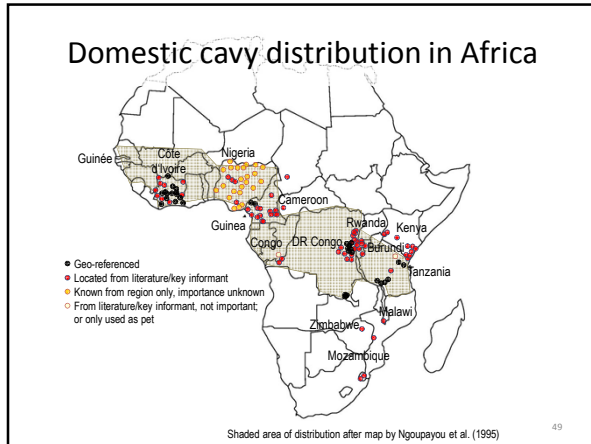 Domestic cavy distribution in Africa
Guinée
Côte
d'Ivoire
Nigeria
Cameroon
Guinea
Congo
DR Congo
Rwanda
Burundi
Kenya
Tanzania
Malawi
Zimbabwe
Mozambique
Geo-referenced
Located from literature/key informant
Known from region only, importance unknown
From literature/key informant, not important;
or only used as pet
Shaded area of distribution after map by Ngoupayou et al. (1995)
49